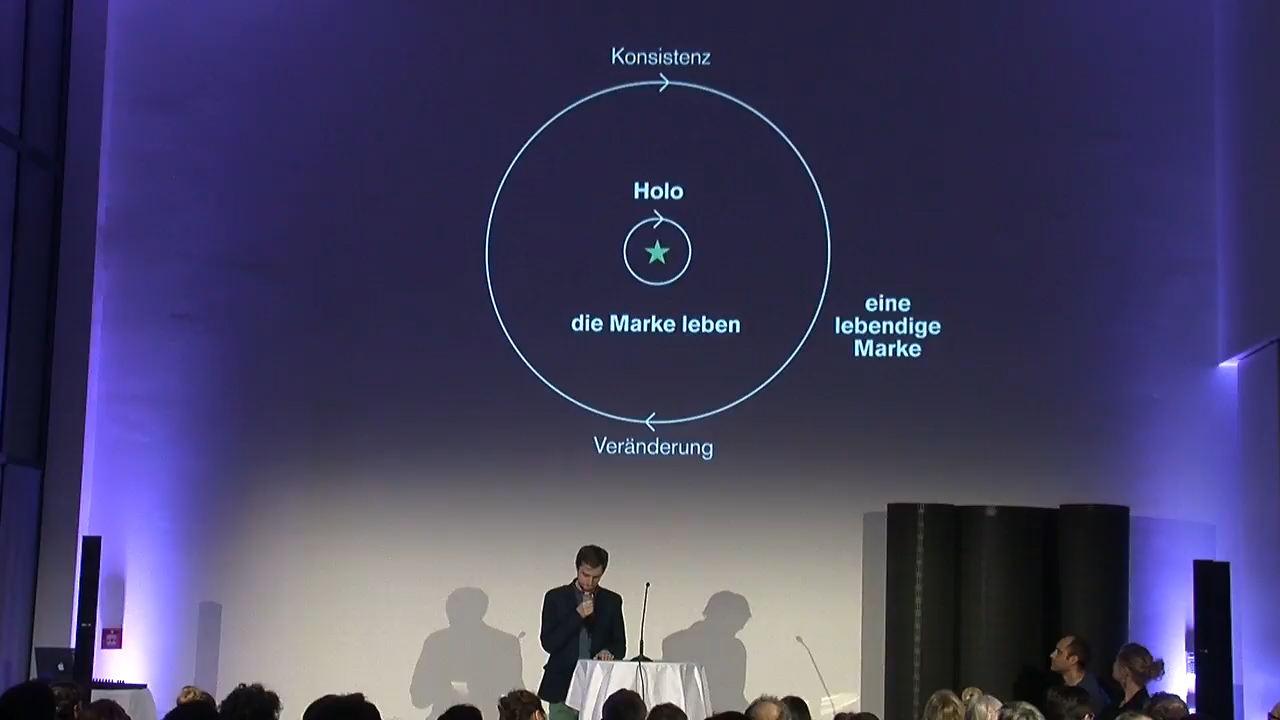 Konsistenz
Holo
die Marke leben
eine
lebendige
Marke
Veränderung